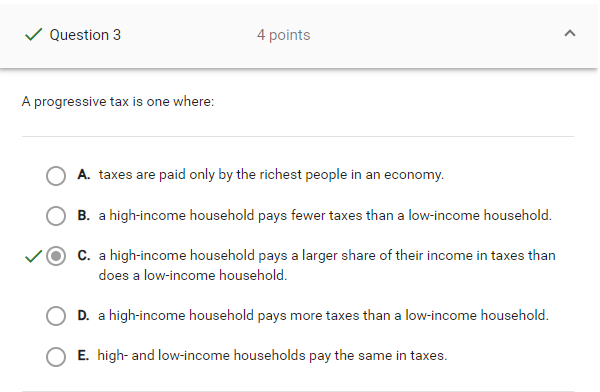 Question 3 4 points
A progressive tax is one where:
A. taxes are paid only by the richest people in an economy.
B. a high-income household pays fewer taxes than a low-income household.
C. a high-income household pays a larger share of their income in taxes than
does a low-income household.
D. a high-income household pays more taxes than a low-income household.
E. high- and low-income households pay the same in taxes.